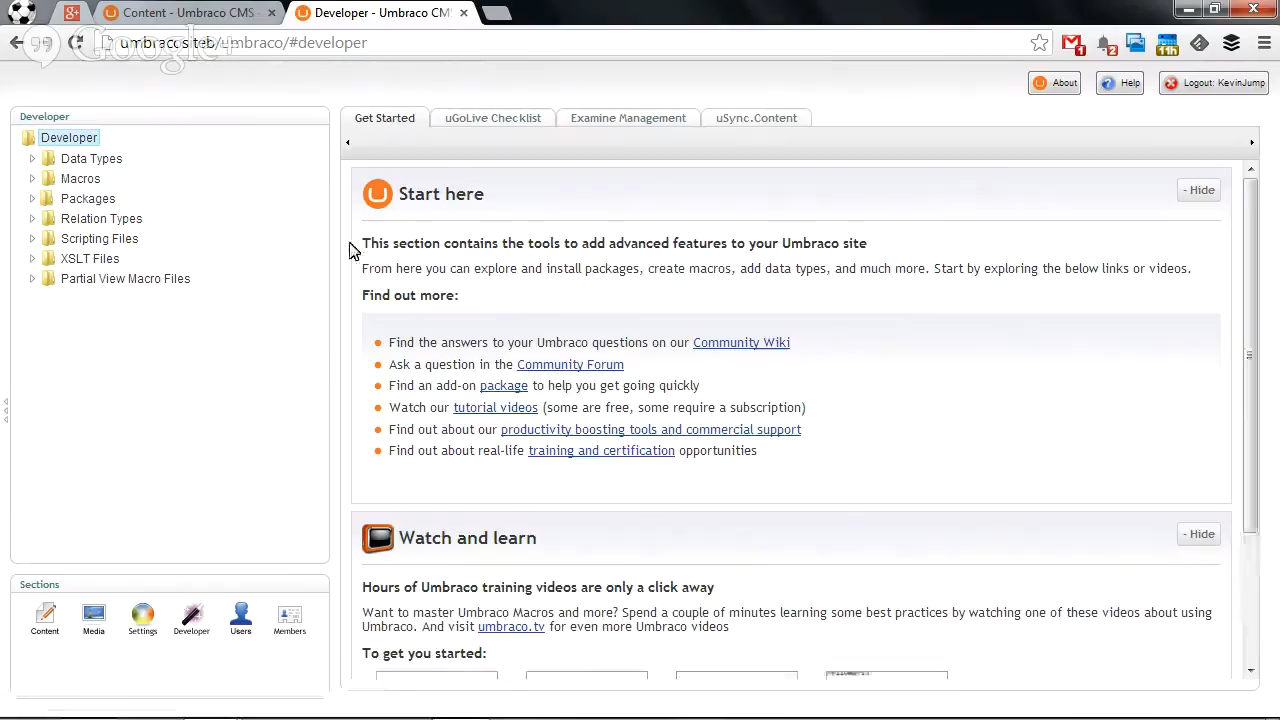 Content - Umbraco CMS
Developer - Umbraco CMS
umbraco.site
b/umbraco/#developer
Google+
1
2
11h
About
Help
Logout: KevinJump
Developer
Developer
Data Types
Macros
Packages
Relation Types
Scripting Files
XSLT Files
Partial View Macro Files
Sections
Content
Media
Settings
Developer
Users
Members
Get Started
uGoLive Checklist
Examine Management
uSync.Content
Start here
- Hide
This section contains the tools to add advanced features to your Umbraco site
From here you can explore and install packages, create macros, add data types, and much more. Start by exploring the below links or videos.
Find out more:
Find the answers to your Umbraco questions on our Community Wiki
Ask a question in the Community Forum
Find an add-on package to help you get going quickly
Watch our tutorial videos (some are free, some require a subscription)
Find out about our productivity boosting tools and commercial support
Find out about real-life training and certification opportunities
Watch and learn
- Hide
Hours of Umbraco training videos are only a click away
Want to master Umbraco Macros and more? Spend a couple of minutes learning some best practices by watching one of these videos about using
Umbraco. And visit umbraco.tv for even more Umbraco videos
To get you started: